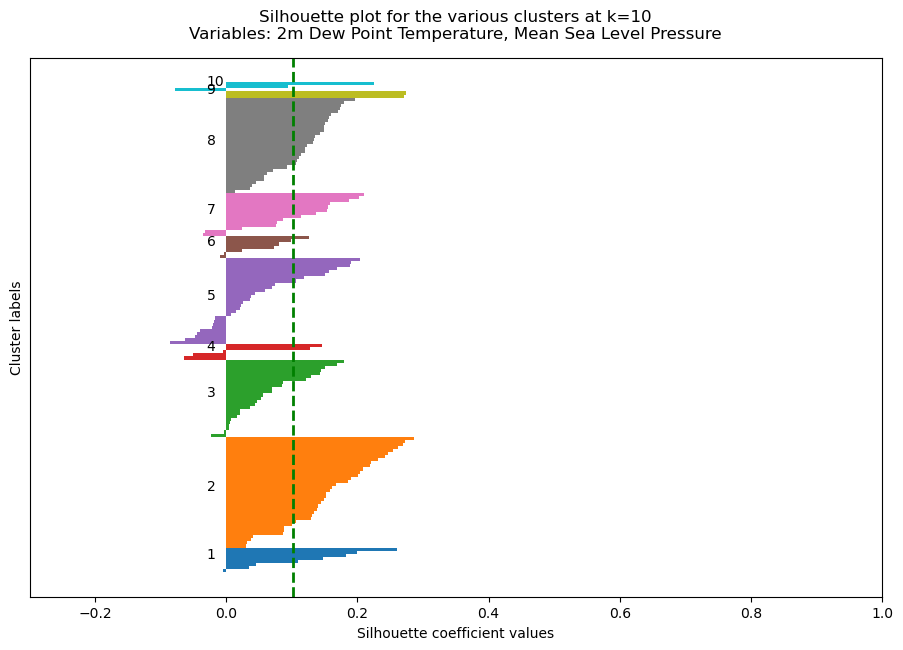 Silhouette plot for the various clusters at k=10
Variables: 2m Dew Point Temperature, Mean Sea Level Pressure
10
9
8
7
6
5
4
3
2
1
Cluster labels
−0.2 0.0 0.2 0.4 0.6 0.8 1.0
Silhouette coefficient values